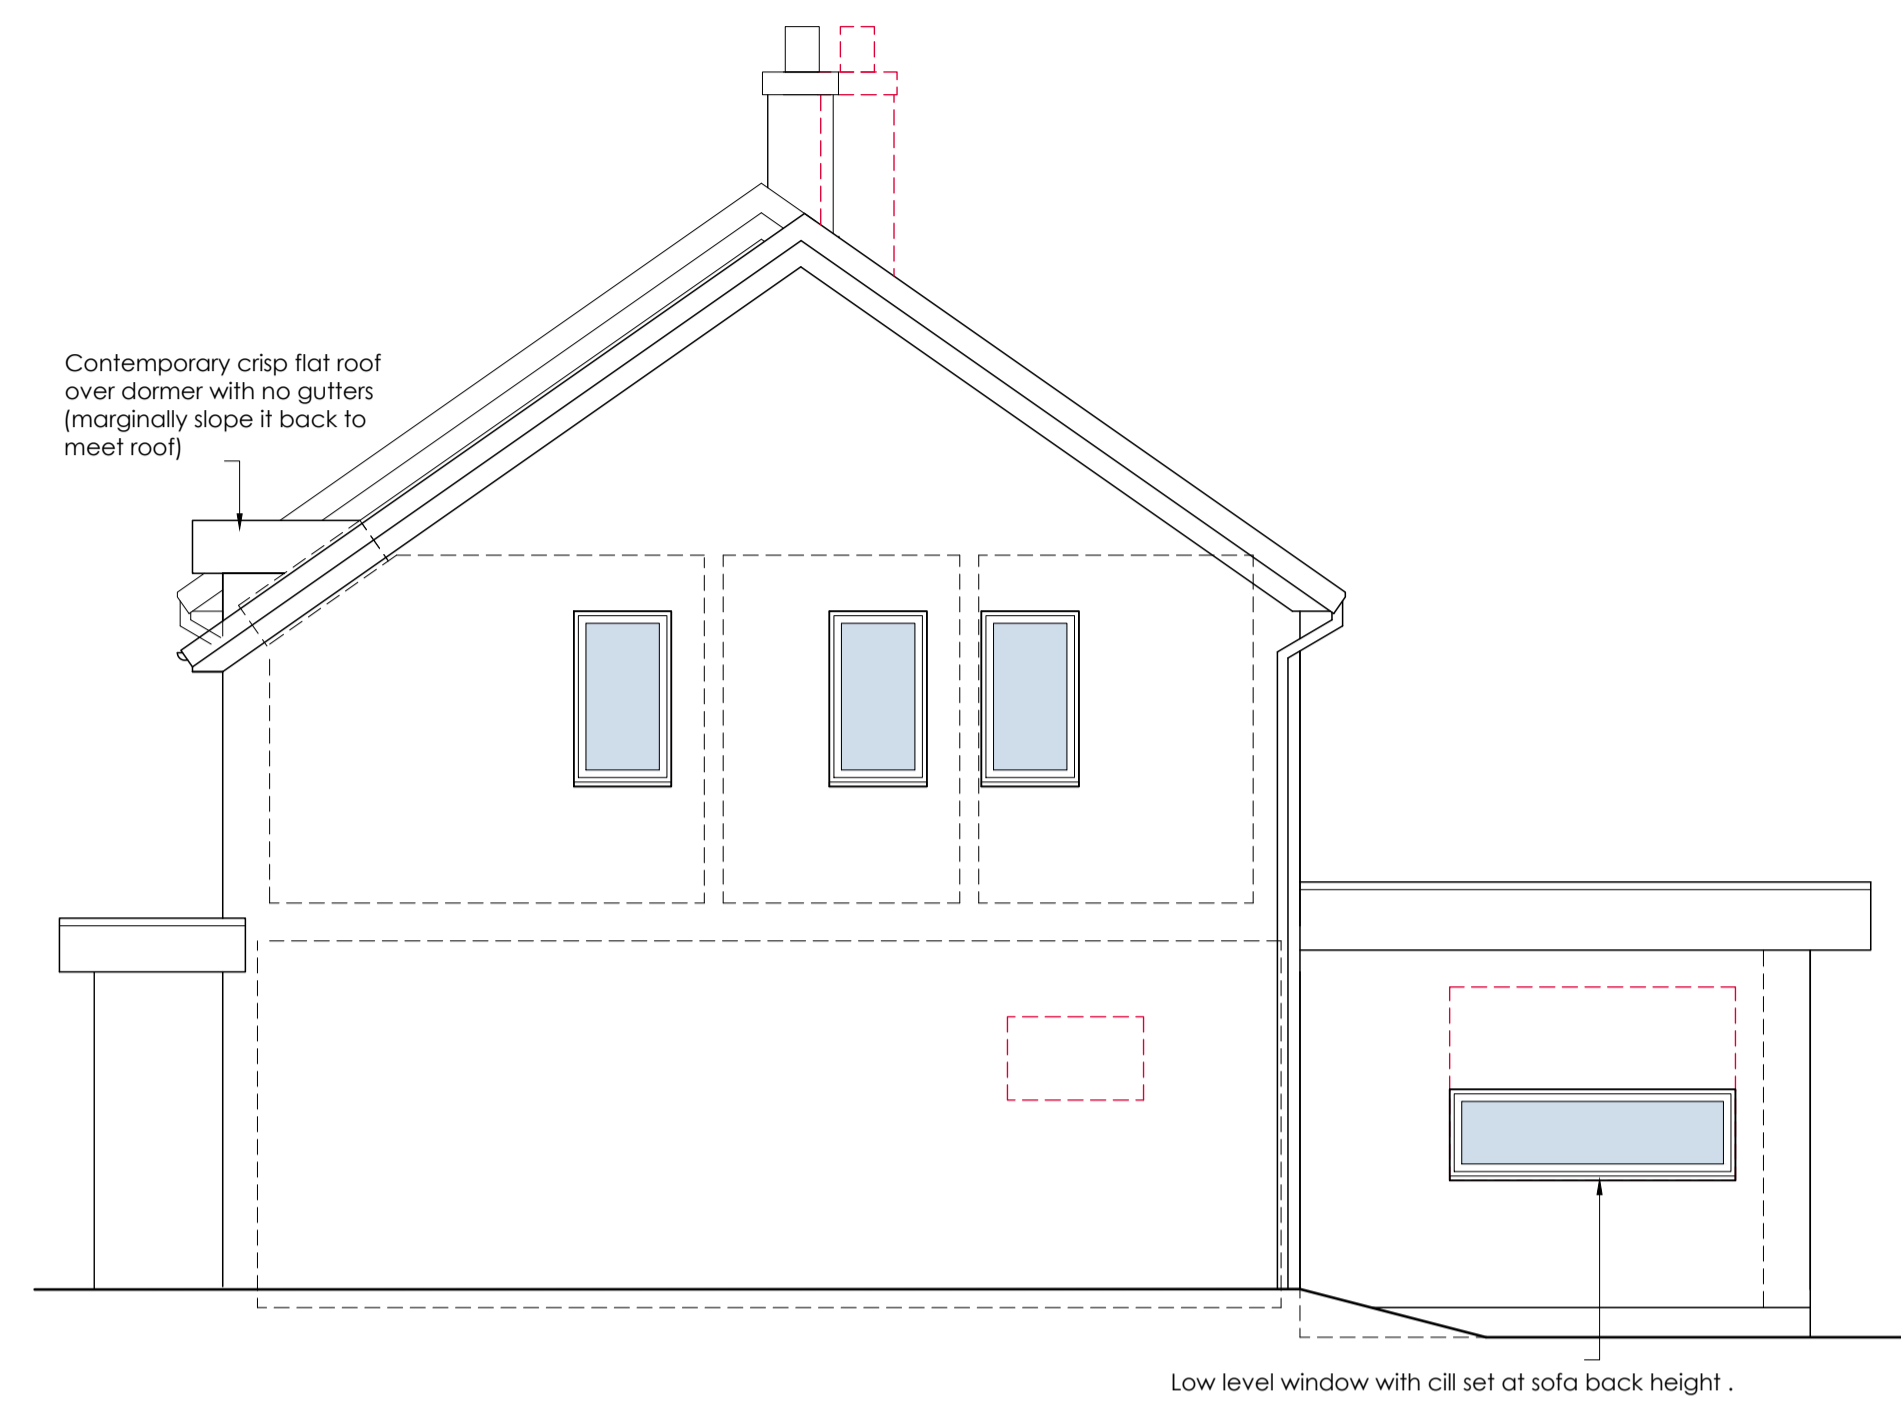 Contemporary crisp flat roof
over dormer with no gutters
(marginally slope it back to
meet roof)
Low level window with cill set at sofa back height .